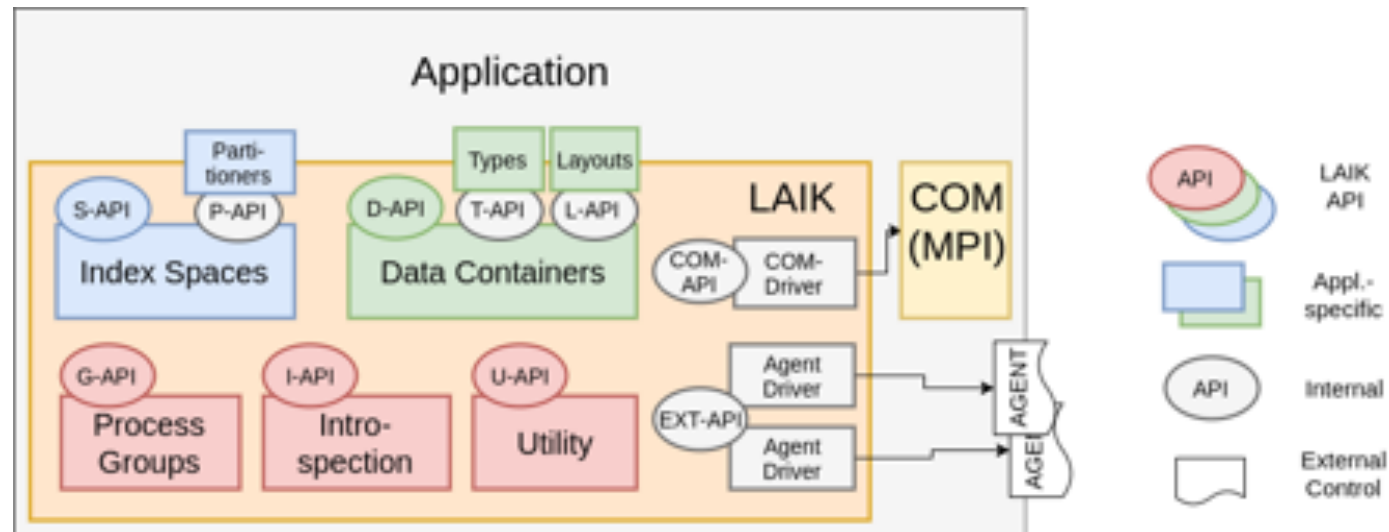 Application
Parti-
tioners
Types
Layouts
S-API
P-API
D-API
T-API
L-API
LAIK
COM
(MPI)
Index Spaces
Data Containers
COM-
API
COM-
Driver
G-API
I-API
U-API
Process
Groups
Intro-
spection
Utility
EXT-API
Agent
Driver
Agent
Driver
AGENT
AGEN
API
LAIK
API
Appl.-
specific
API
Internal
External
Control